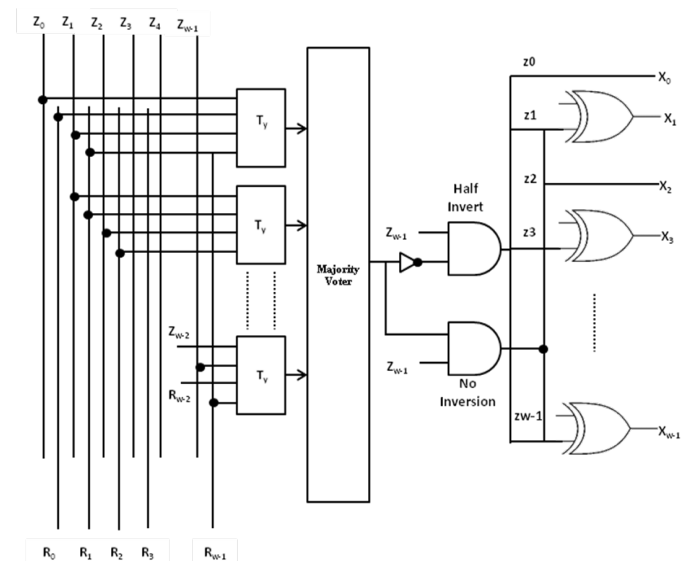 Z0 Z1 Z2 Z3 Z4 Zw-1
z0
X0
Ty
z1
X1
Half
Invert
z2
X2
Tv
Zw-1
z3
X3
Majority
Voter
Zw-2
Tv
Rw-2
Zw-1
No
Inversion
zw-1
Xw-1
R0 R1 R2 R3 Rw-1